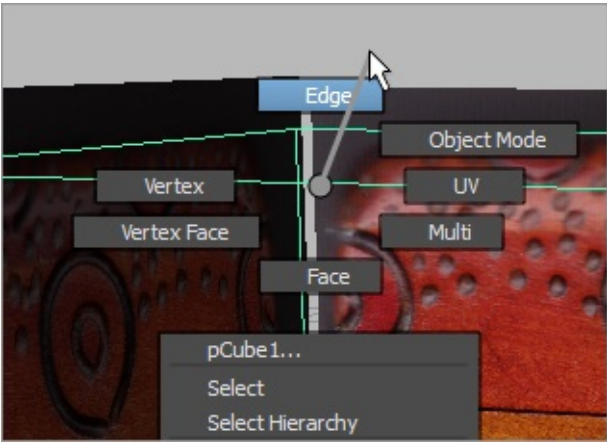 Edge
Object Mode
Vertex
UV
Vertex Face
Multi
Face
pCube1...
Select
Select Hierarchy